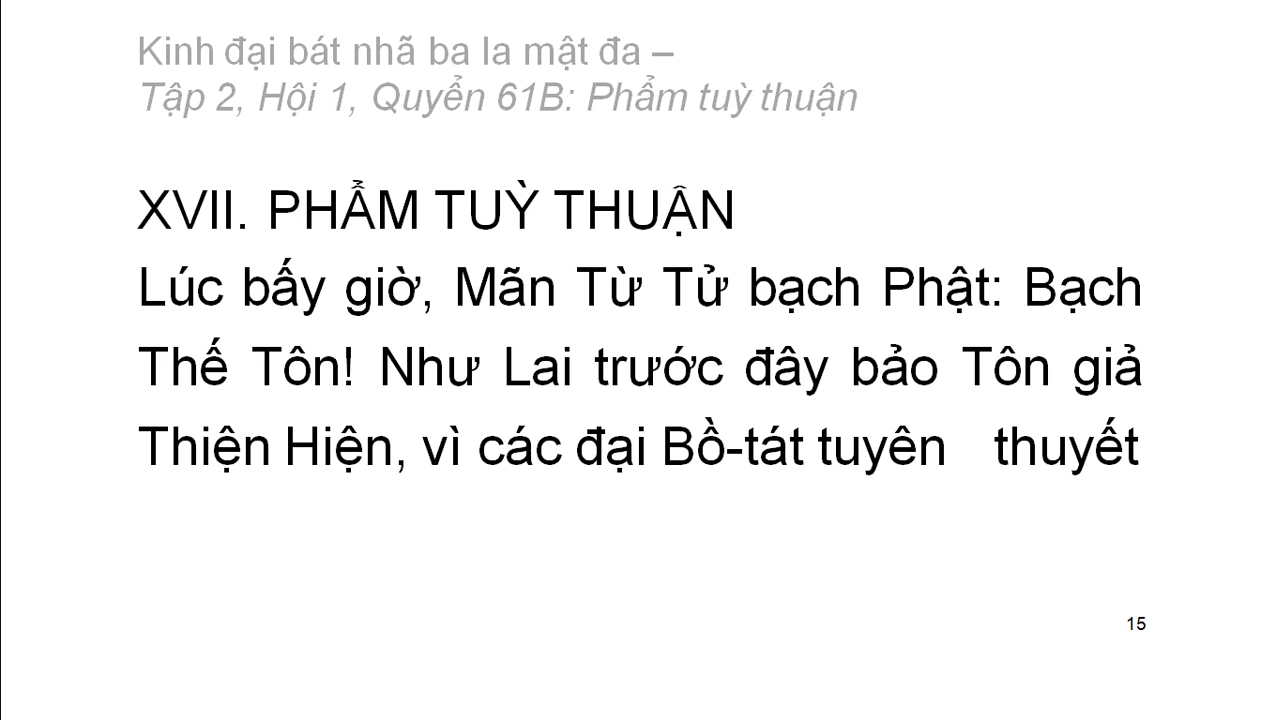 Kinh đại bát nhã ba la mật đa –
Tập 2, Hội 1, Quyển 61B: Phẩm tuỳ thuận
XVII. PHẨM TUỲ THUẬN
Lúc bấy giờ, Mãn Từ Tử bạch Phật: Bạch
Thế Tôn! Như Lai trước đây bảo Tôn giả
Thiện Hiện, vì các đại Bồ-tát tuyên thuyết
15